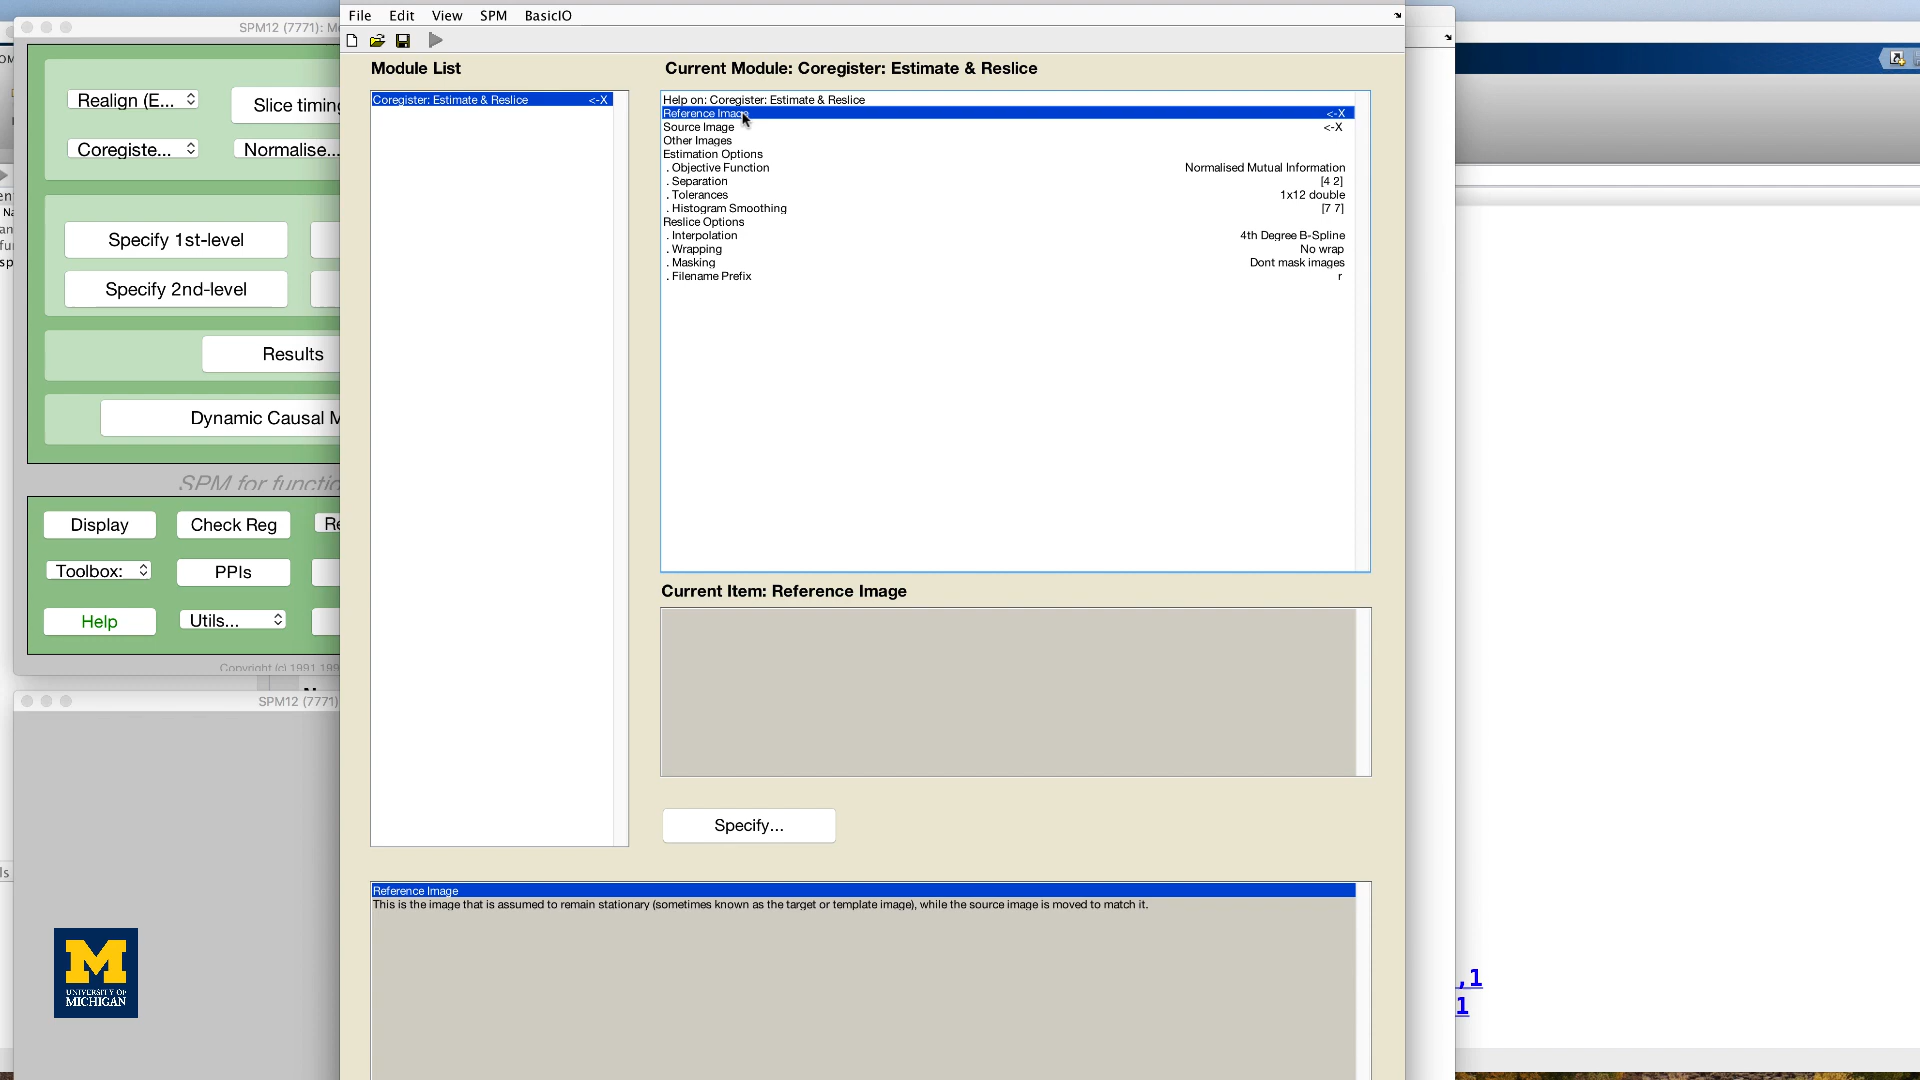 File Edit View SPM BasicIO
SPM12 (7771):
Module List
Current Module: Coregister: Estimate & Reslice
Coregister: Estimate & Reslice <-X
Help on: Coregister: Estimate & Reslice
Reference Image <-X
Source Image <-X
Other Images
Estimation Options
. Objective Function Normalised Mutual Information
. Separation [4 2]
. Tolerances 1x12 double
. Histogram Smoothing [7 7]
Reslice Options
. Interpolation 4th Degree B-Spline
. Wrapping No wrap
. Masking Dont mask images
. Filename Prefix r
Realign (E...
Slice timing
Coregiste...
Normalise...
Specify 1st-level
Specify 2nd-level
Results
Dynamic Causal M
SPM for functio
Display
Check Reg
Re
Toolbox:
PPIs
Help
Utils...
Copyright (c) 1991,199
SPM12 (7771)
Current Item: Reference Image
Specify...
Reference Image
This is the image that is assumed to remain stationary (sometimes known as the target or template image), while the source image is moved to match it.
M
UNIVERSITY OF
MICHIGAN
,1
1